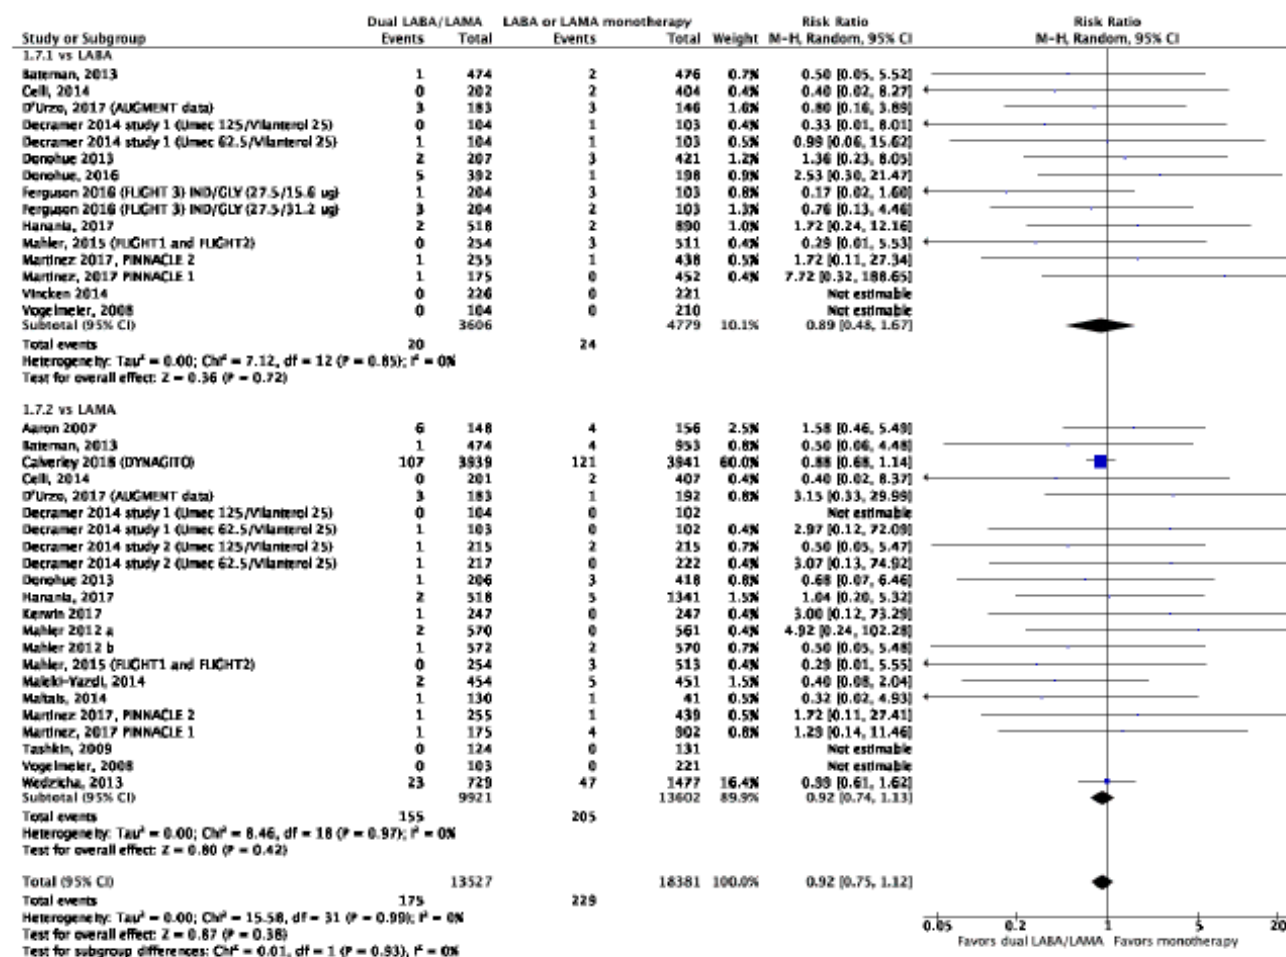 Dual LABA/LAMA LABA or LAMA monotherapy Risk Ratio Risk Ratio
Study or Subgroup Events Total Events Total Weight M-H, Random, 95% CI M-H, Random, 95% CI
1.7.1 vs LABA
Bateman, 2013 1 474 2 476 0.7% 0.50 [0.05, 5.52]
Celli, 2014 0 202 2 404 0.4% 0.40 [0.02, 8.27]
D'Urzo, 2017 (AUGMENT data) 3 183 3 146 1.6% 0.80 [0.16, 3.89]
Decramer 2014 study 1 (Umec 125/Vilanterol 25) 0 104 1 103 0.4% 0.33 [0.01, 8.01]
Decramer 2014 study 1 (Umec 62.5/Vilanterol 25) 1 104 1 103 0.5% 0.99 [0.06, 15.62]
Donohue 2013 2 207 3 421 1.2% 1.36 [0.23, 8.05]
Donohue, 2016 5 392 1 198 0.9% 2.53 [0.30, 21.47]
Ferguson 2016 (FLIGHT 3) IND/GLY (27.5/15.6 ug) 1 204 3 103 0.8% 0.17 [0.02, 1.60]
Ferguson 2016 (FLIGHT 3) IND/GLY (27.5/31.2 ug) 3 204 2 103 1.3% 0.76 [0.13, 4.46]
Hanania, 2017 2 518 2 890 1.0% 1.72 [0.24, 12.16]
Mahler, 2015 (FLIGHT1 and FLIGHT2) 0 254 3 511 0.4% 0.29 [0.01, 5.53]
Martinez 2017, PINNACLE 2 1 255 1 438 0.5% 1.72 [0.11, 27.34]
Martinez, 2017 PINNACLE 1 1 175 0 452 0.4% 7.72 [0.32, 188.65]
Vincken 2014 0 226 0 221 Not estimable
Vogelmeier, 2008 0 104 0 210 Not estimable
Subtotal (95% CI) 3606 4779 10.1% 0.89 [0.48, 1.67]
Total events 20 24
Heterogeneity: Tau² = 0.00; Chi² = 7.12, df = 12 (P = 0.85); I² = 0%
Test for overall effect: Z = 0.36 (P = 0.72)
1.7.2 vs LAMA
Aaron 2007 6 148 4 156 2.5% 1.58 [0.46, 5.49]
Bateman, 2013 1 474 4 953 0.8% 0.50 [0.06, 4.48]
Calverley 2018 (DYNAGITO) 107 3939 121 3941 60.0% 0.88 [0.68, 1.14]
Celli, 2014 0 201 2 407 0.4% 0.40 [0.02, 8.37]
D'Urzo, 2017 (AUGMENT data) 3 183 1 192 0.8% 3.15 [0.33, 29.99]
Decramer 2014 study 1 (Umec 125/Vilanterol 25) 0 104 0 102 Not estimable
Decramer 2014 study 1 (Umec 62.5/Vilanterol 25) 1 103 0 102 0.4% 2.97 [0.12, 72.09]
Decramer 2014 study 2 (Umec 125/Vilanterol 25) 1 215 2 215 0.7% 0.50 [0.05, 5.47]
Decramer 2014 study 2 (Umec 62.5/Vilanterol 25) 1 217 0 222 0.4% 3.07 [0.13, 74.92]
Donohue 2013 1 206 3 418 0.8% 0.68 [0.07, 6.46]
Hanania, 2017 2 518 5 1341 1.5% 1.04 [0.20, 5.32]
Kerwin 2017 1 247 0 247 0.4% 3.00 [0.12, 73.29]
Mahler 2012 a 2 570 0 561 0.4% 4.92 [0.24, 102.28]
Mahler 2012 b 1 572 2 570 0.7% 0.50 [0.05, 5.48]
Mahler, 2015 (FLIGHT1 and FLIGHT2) 0 254 3 513 0.4% 0.29 [0.01, 5.55]
Maleki-Yazdi, 2014 2 454 5 451 1.5% 0.40 [0.08, 2.04]
Maltais, 2014 1 130 1 41 0.5% 0.32 [0.02, 4.93]
Martinez 2017, PINNACLE 2 1 255 1 439 0.5% 1.72 [0.11, 27.41]
Martinez, 2017 PINNACLE 1 1 175 4 902 0.8% 1.29 [0.14, 11.46]
Tashkin, 2009 0 124 0 131 Not estimable
Vogelmeier, 2008 0 103 0 221 Not estimable
Wedzicha, 2013 23 729 47 1477 16.4% 0.99 [0.61, 1.62]
Subtotal (95% CI) 9921 13602 89.9% 0.92 [0.74, 1.13]
Total events 155 205
Heterogeneity: Tau² = 0.00; Chi² = 8.46, df = 18 (P = 0.97); I² = 0%
Test for overall effect: Z = 0.80 (P = 0.42)
Total (95% CI) 13527 18381 100.0% 0.92 [0.75, 1.12]
Total events 175 229
Heterogeneity: Tau² = 0.00; Chi² = 15.58, df = 31 (P = 0.99); I² = 0%
Test for overall effect: Z = 0.87 (P = 0.38)
Test for subgroup differences: Chi² = 0.01, df = 1 (P = 0.93), I² = 0%
0.05 0.2 1 5 20
Favors dual LABA/LAMA Favors monotherapy